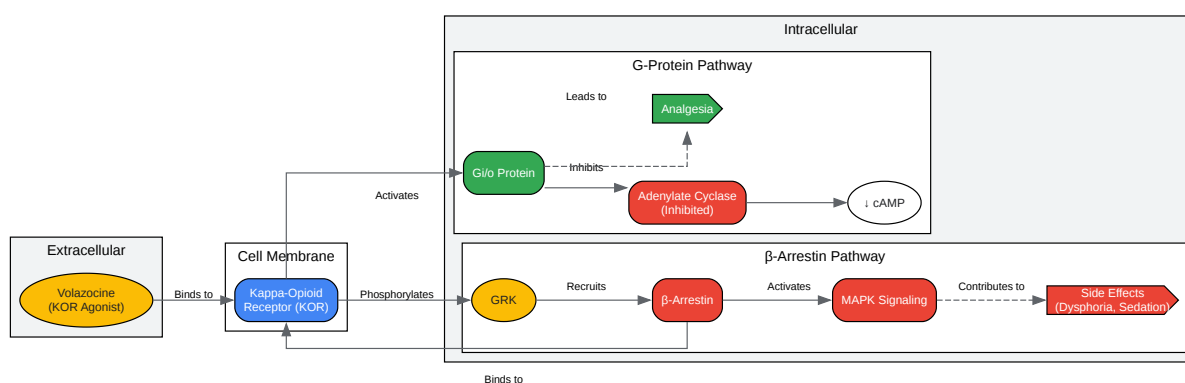 Intracellular
G-Protein Pathway
Leads to
Analgesia
Gi/o Protein
Inhibits
Activates
Adenylate Cyclase
(Inhibited)
↓ cAMP
Extracellular
Cell Membrane
β-Arrestin Pathway
Volazocine
(KOR Agonist)
Binds to
Kappa-Opioid
Receptor (KOR)
Phosphorylates
GRK
Recruits
β-Arrestin
Activates
MAPK Signaling
Contributes to
Side Effects
(Dysphoria, Sedation)
Binds to